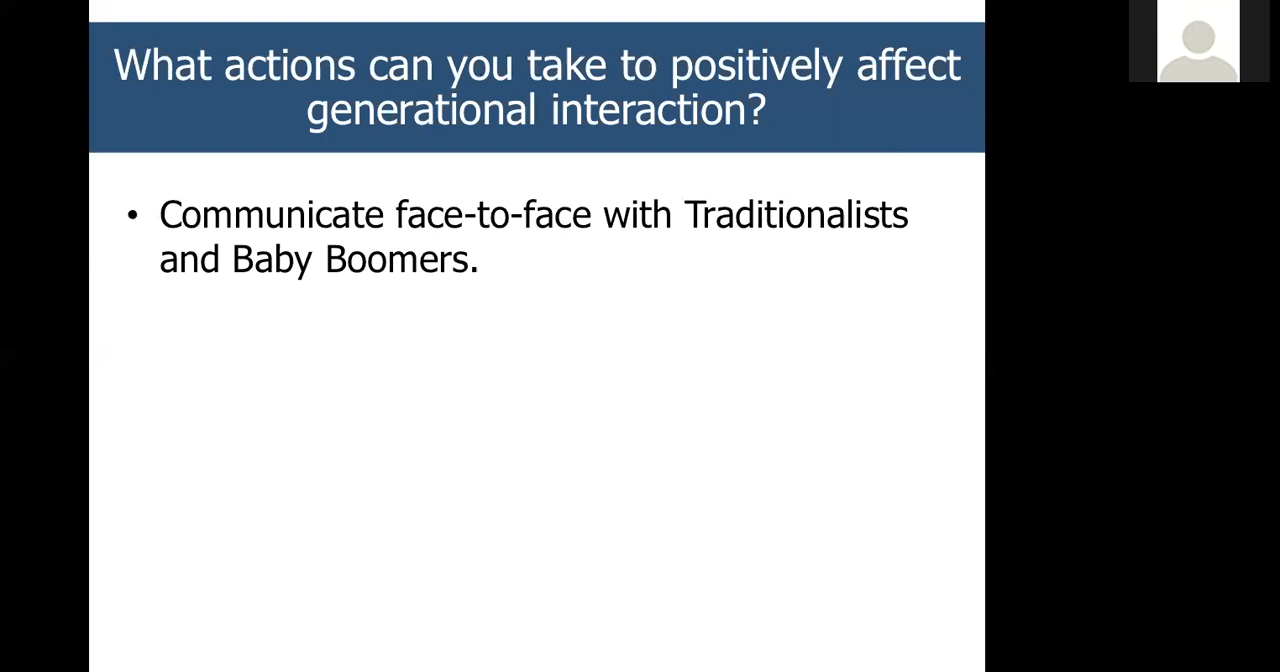 What actions can you take to positively affect
generational interaction?
• Communicate face-to-face with Traditionalists
and Baby Boomers.